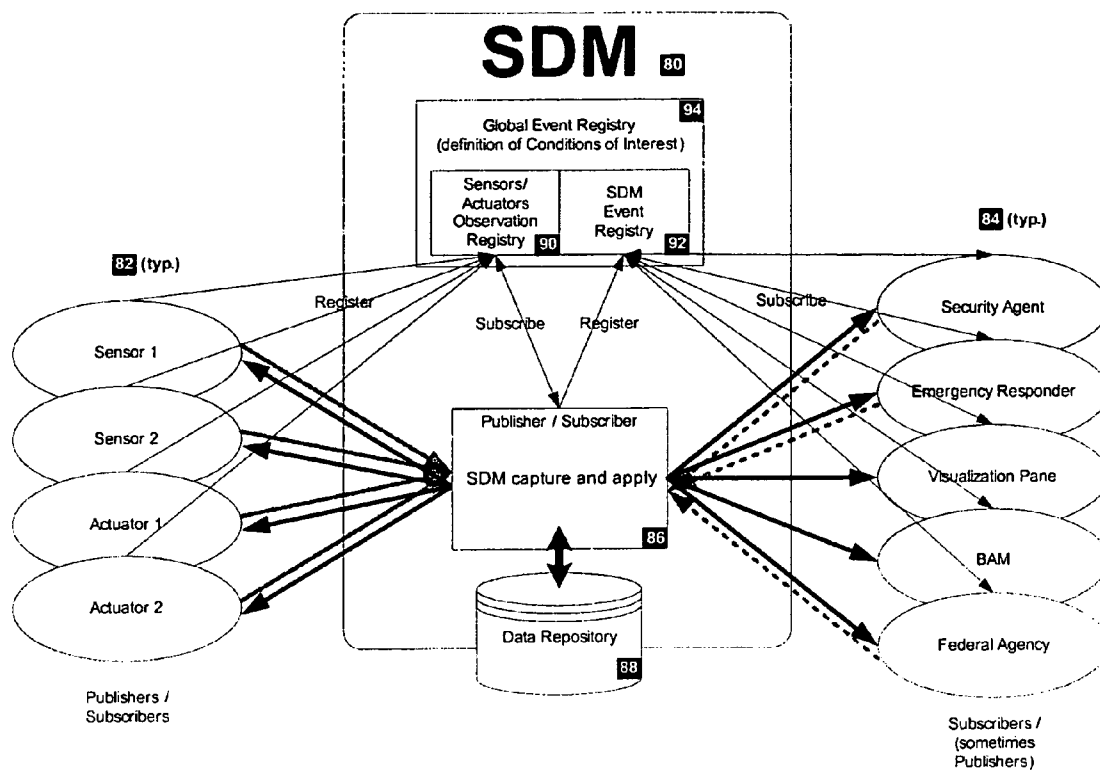 SDM 80
94
Global Event Registry
(definition of Conditions of Interest)
Sensors/
Actuators
Observation
Registry 90
SDM
Event
Registry 92
82 (typ.)
84 (typ.)
Register
Subscribe
Register
Subscribe
Sensor 1
Sensor 2
Actuator 1
Actuator 2
Publisher / Subscriber
SDM capture and apply
86
Data Repository
88
Security Agent
Emergency Responder
Visualization Pane
BAM
Federal Agency
Publishers /
Subscribers
Subscribers /
(sometimes
Publishers)